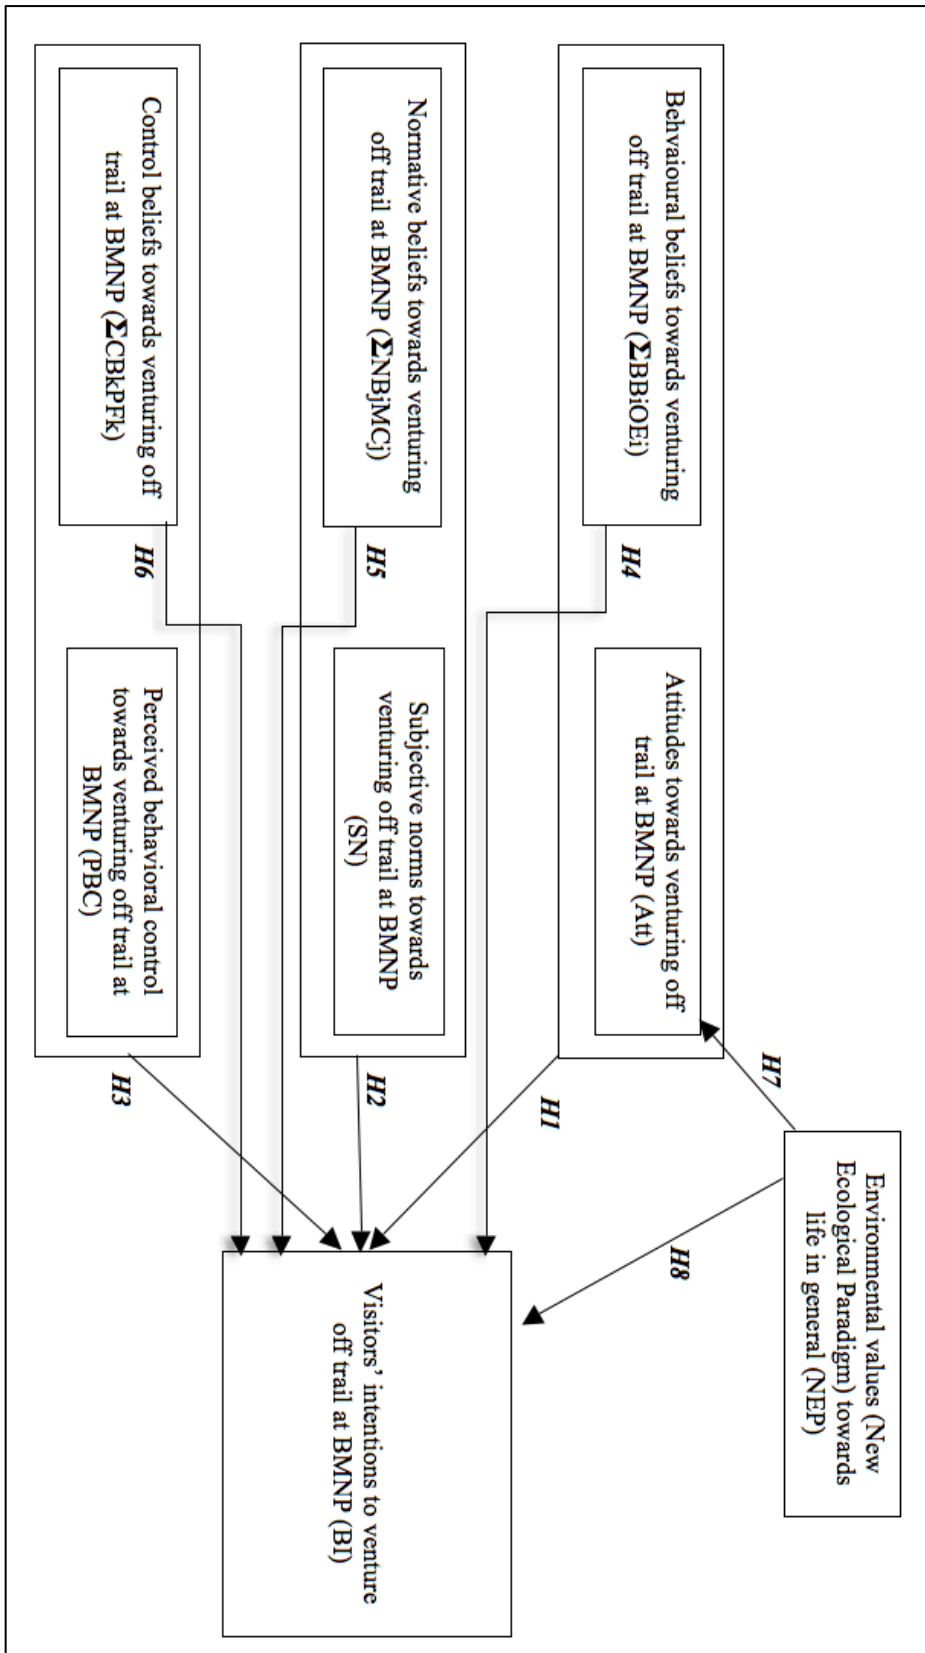 Environmental values (New
Ecological Paradigm) towards
life in general (NEP)
H7
H8
Behvaioural beliefs towards venturing
off trail at BMNP (ΣBBiOEi)
H4
Attitudes towards venturing off
trail at BMNP (Att)
H1
Normative beliefs towards venturing
off trail at BMNP (ΣNBjMCj)
H5
Subjective norms towards
venturing off trail at BMNP
(SN)
H2
Visitors’ intentions to venture
off trail at BMNP (BI)
Control beliefs towards venturing off
trail at BMNP (ΣCBkPFk)
H6
Perceived behavioral control
towards venturing off trail at
BMNP (PBC)
H3